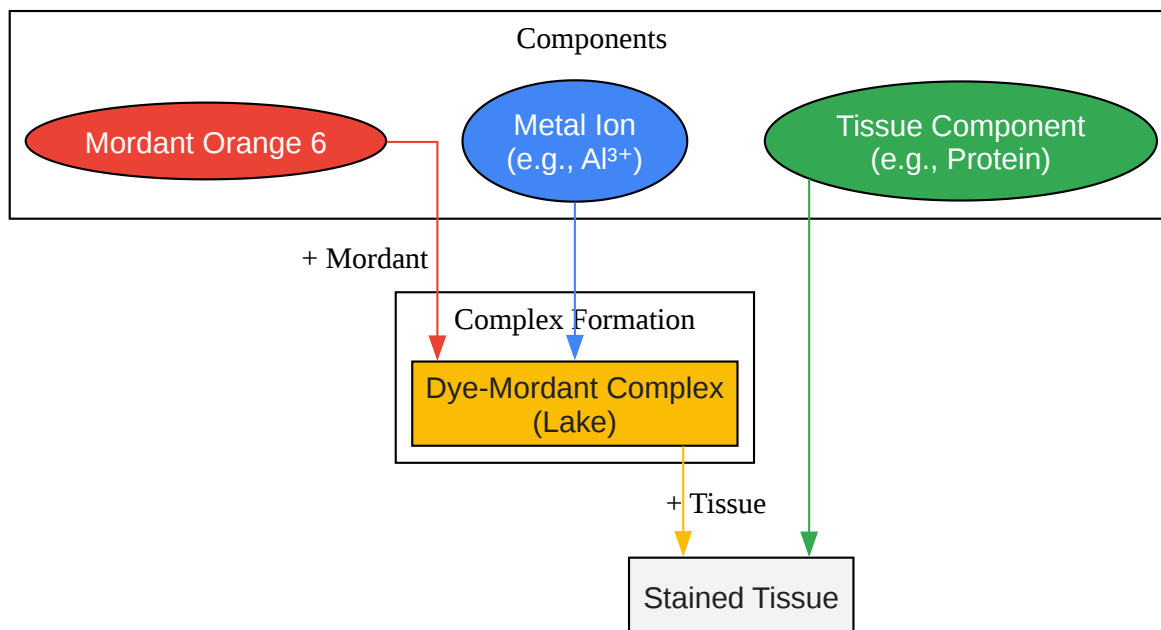 Components
Mordant Orange 6
Metal Ion
(e.g., Al³⁺)
Tissue Component
(e.g., Protein)
+ Mordant
Complex Formation
Dye-Mordant Complex
(Lake)
+ Tissue
Stained Tissue